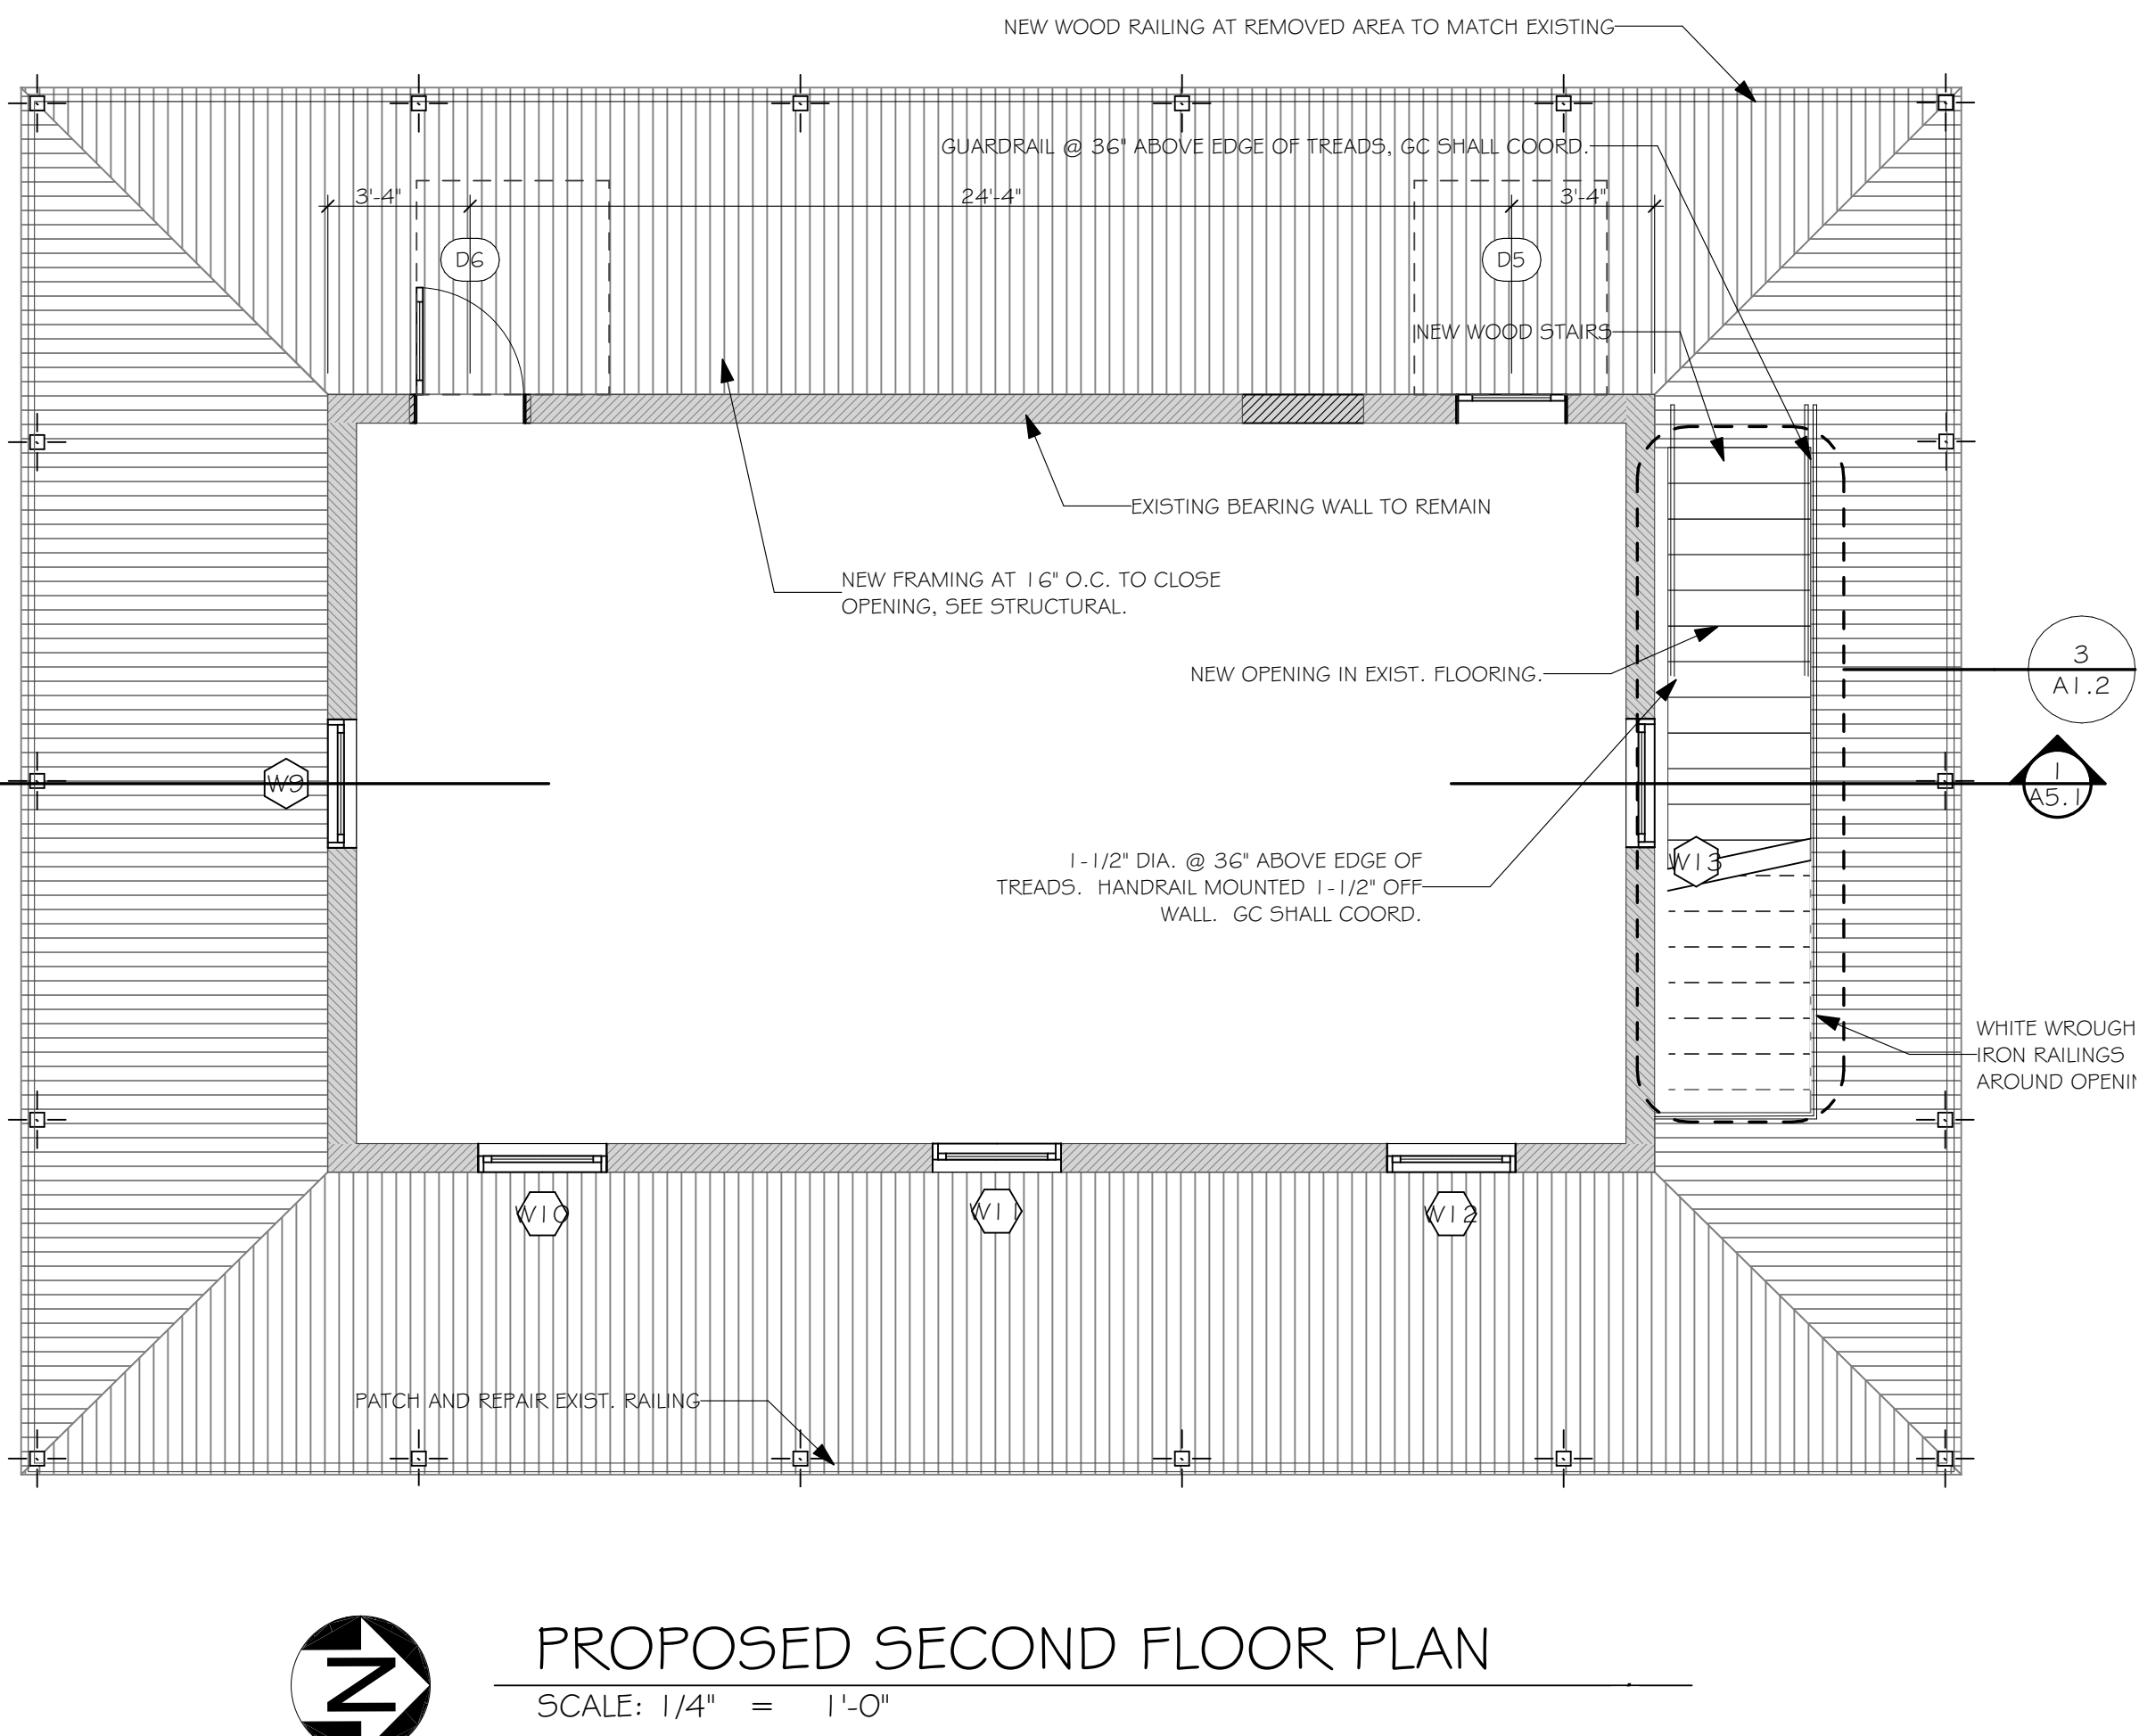 NEW WOOD RAILING AT REMOVED AREA TO MATCH EXISTING
GUARDRAIL @ 36" ABOVE EDGE OF TREADS, GC SHALL COORD.
3'-4"
24'-4"
3'-4"
D6
D5
NEW WOOD STAIRS
EXISTING BEARING WALL TO REMAIN
NEW FRAMING AT 16" O.C. TO CLOSE
OPENING, SEE STRUCTURAL.
NEW OPENING IN EXIST. FLOORING.
3
A1.2
W9
1
A5.1
W13
1-1/2" DIA. @ 36" ABOVE EDGE OF
TREADS. HANDRAIL MOUNTED 1-1/2" OFF
WALL. GC SHALL COORD.
WHITE WROUGH
IRON RAILINGS
AROUND OPENIN
W10
W11
W12
PATCH AND REPAIR EXIST. RAILING
N
PROPOSED SECOND FLOOR PLAN
SCALE: 1/4" = 1'-0"